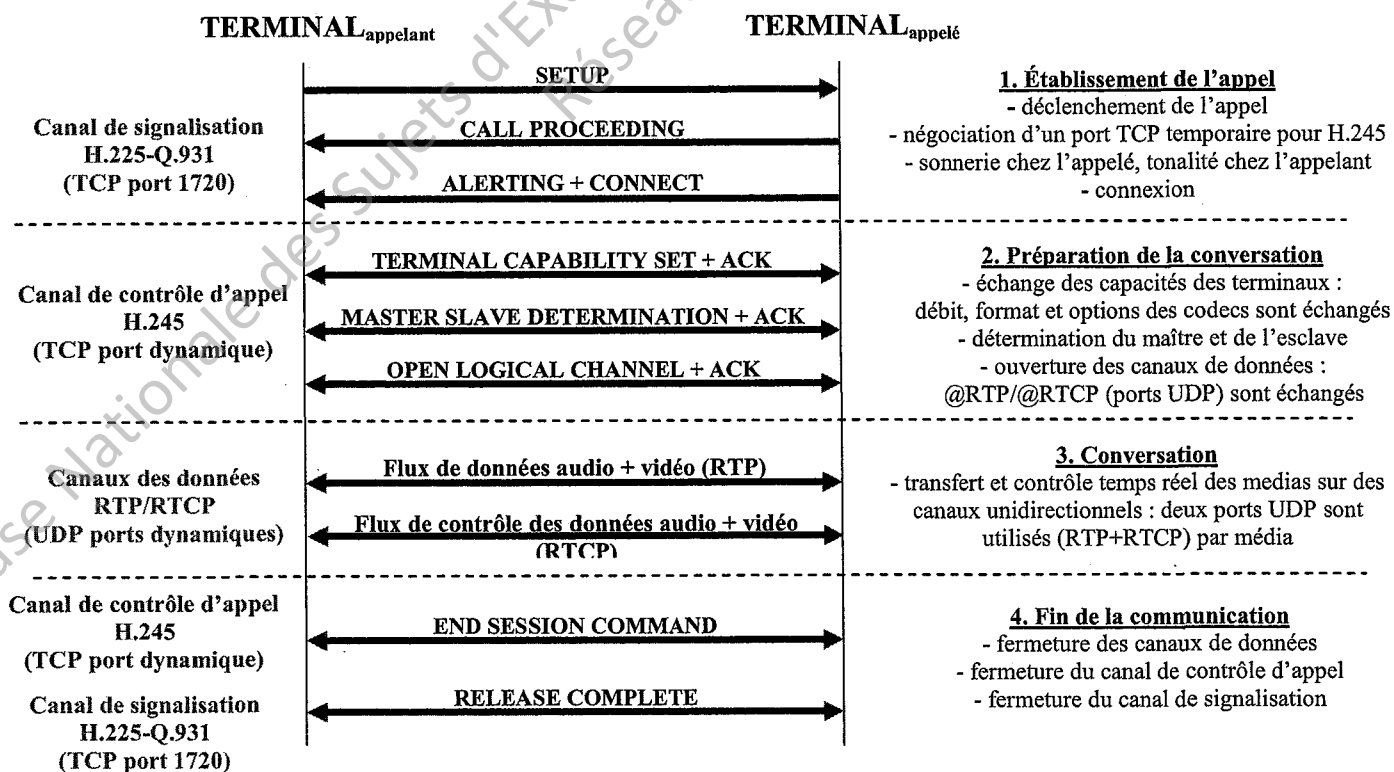 TERMINALappelant
TERMINALappelé
Canal de signalisation
H.225-Q.931
(TCP port 1720)
SETUP
CALL PROCEEDING
ALERTING + CONNECT
1. Établissement de l'appel
- déclenchement de l'appel
- négociation d'un port TCP temporaire pour H.245
- sonnerie chez l'appelé, tonalité chez l'appelant
- connexion
Canal de contrôle d'appel
H.245
(TCP port dynamique)
TERMINAL CAPABILITY SET + ACK
MASTER SLAVE DETERMINATION + ACK
OPEN LOGICAL CHANNEL + ACK
2. Préparation de la conversation
- échange des capacités des terminaux :
débit, format et options des codecs sont échangés
- détermination du maître et de l'esclave
- ouverture des canaux de données :
@RTP/@RTCP (ports UDP) sont échangés
Canaux des données
RTP/RTCP
(UDP ports dynamiques)
Flux de données audio + vidéo (RTP)
Flux de contrôle des données audio + vidéo
(RTCP)
3. Conversation
- transfert et contrôle temps réel des medias sur des
canaux unidirectionnels : deux ports UDP sont
utilisés (RTP+RTCP) par média
Canal de contrôle d'appel
H.245
(TCP port dynamique)
END SESSION COMMAND
Canal de signalisation
H.225-Q.931
(TCP port 1720)
RELEASE COMPLETE
4. Fin de la communication
- fermeture des canaux de données
- fermeture du canal de contrôle d'appel
- fermeture du canal de signalisation
Nationale des Sujets